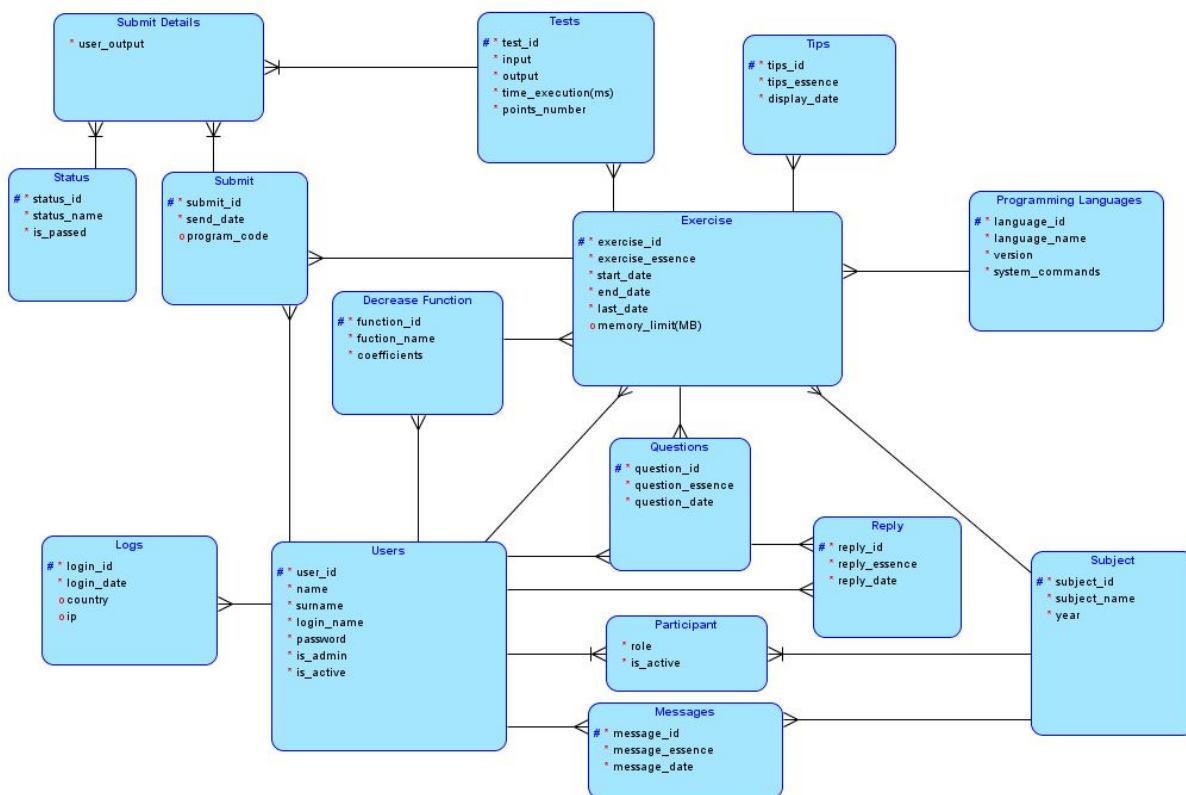 Submit Details
* user_output
Tests
# * test_id
* input
* output
* time_execution(ms)
* points_number
Tips
# * tips_id
* tips_essence
* display_date
Status
# * status_id
* status_name
* is_passed
Submit
# * submit_id
* send_date
o program_code
Exercise
# * exercise_id
* exercise_essence
* start_date
* end_date
* last_date
o memory_limit(MB)
Programming Languages
# * language_id
* language_name
* version
* system_commands
Decrease Function
# * function_id
* fuction_name
* coefficients
Questions
# * question_id
* question_essence
* question_date
Reply
# * reply_id
* reply_essence
* reply_date
Logs
# * login_id
* login_date
o country
o ip
Users
# * user_id
* name
* surname
* login_name
* password
* is_admin
* is_active
Subject
# * subject_id
* subject_name
* year
Participant
* role
* is_active
Messages
# * message_id
* message_essence
* message_date